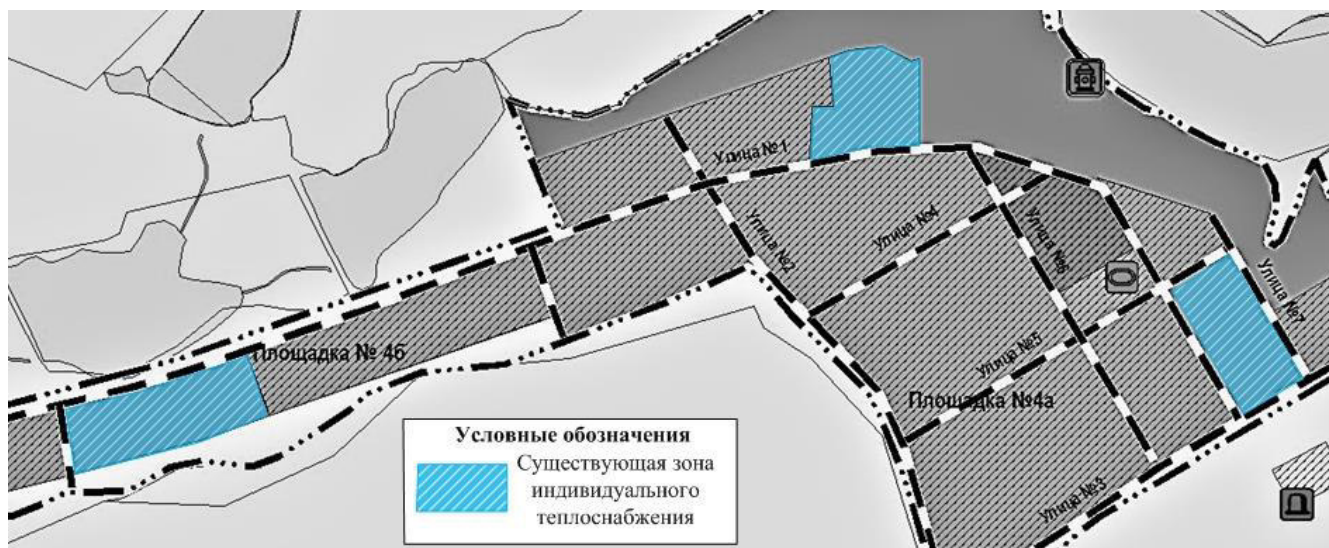 Улица №1
Улица №2
Улица №4
Улица №6
Улица №7
Площадка № 4б
Улица №5
Площадка №4а
Улица №3
Условные обозначения
Существующая зона
индивидуального
теплоснабжения